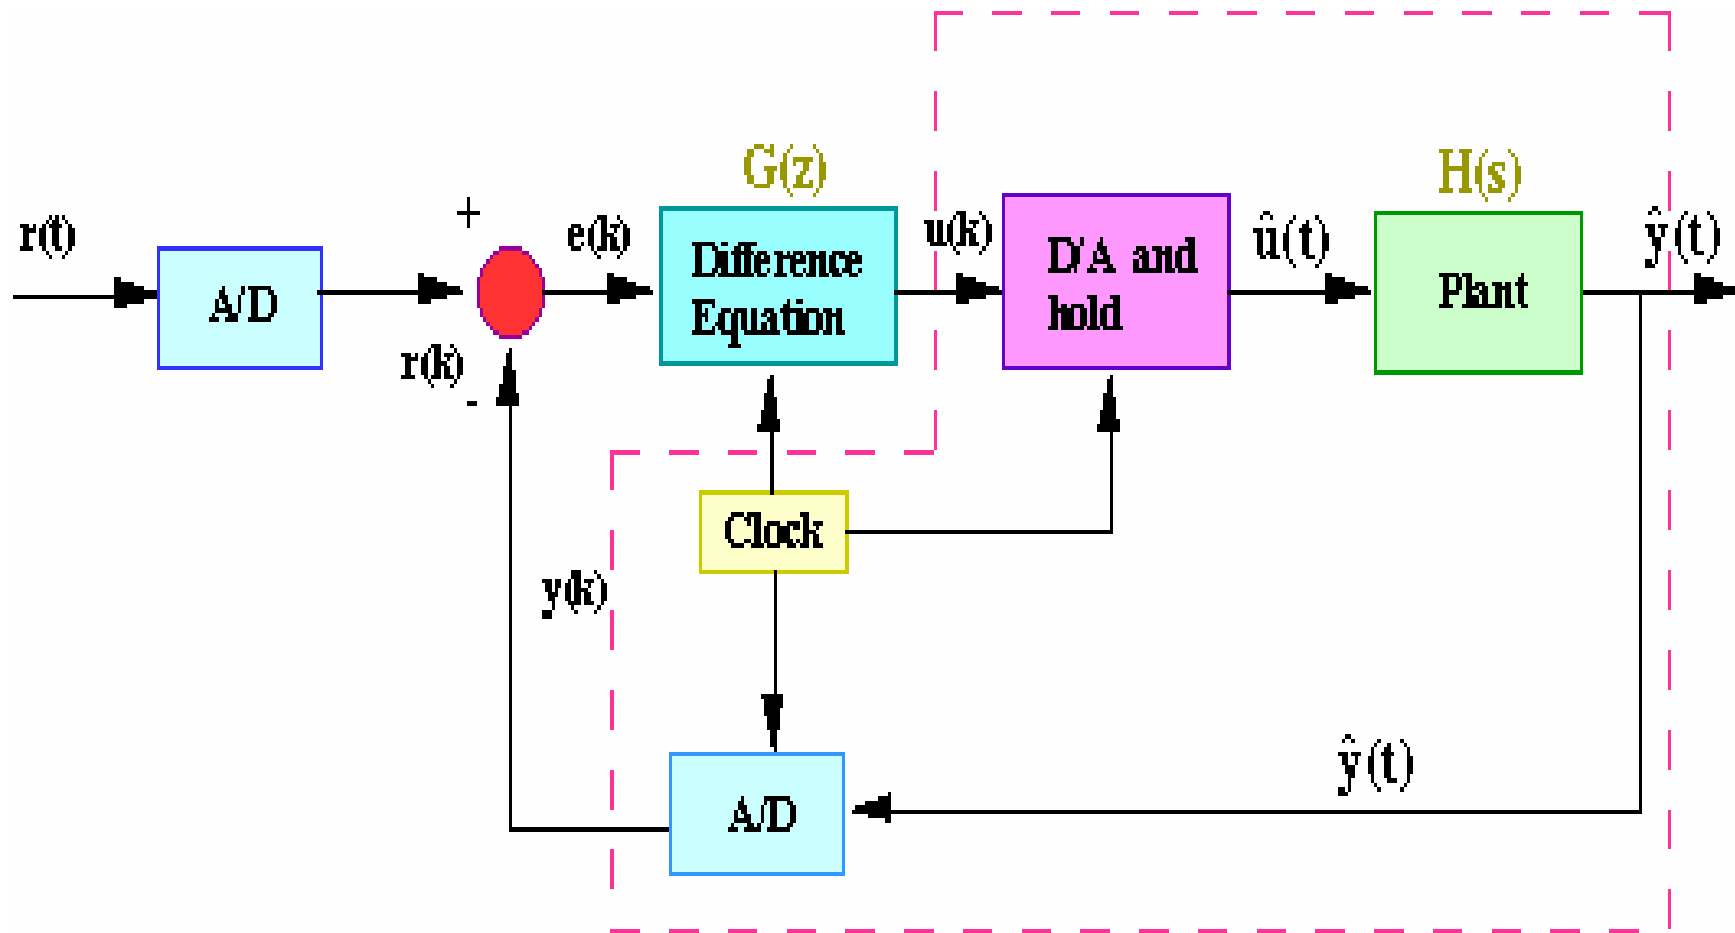 G(z)
H(s)
r(t)
+
e(k)
u(k)
û(t)
ŷ(t)
A/D
Difference
Equation
D/A and
hold
Plant
r(k)
-
Clock
y(k)
ŷ(t)
A/D